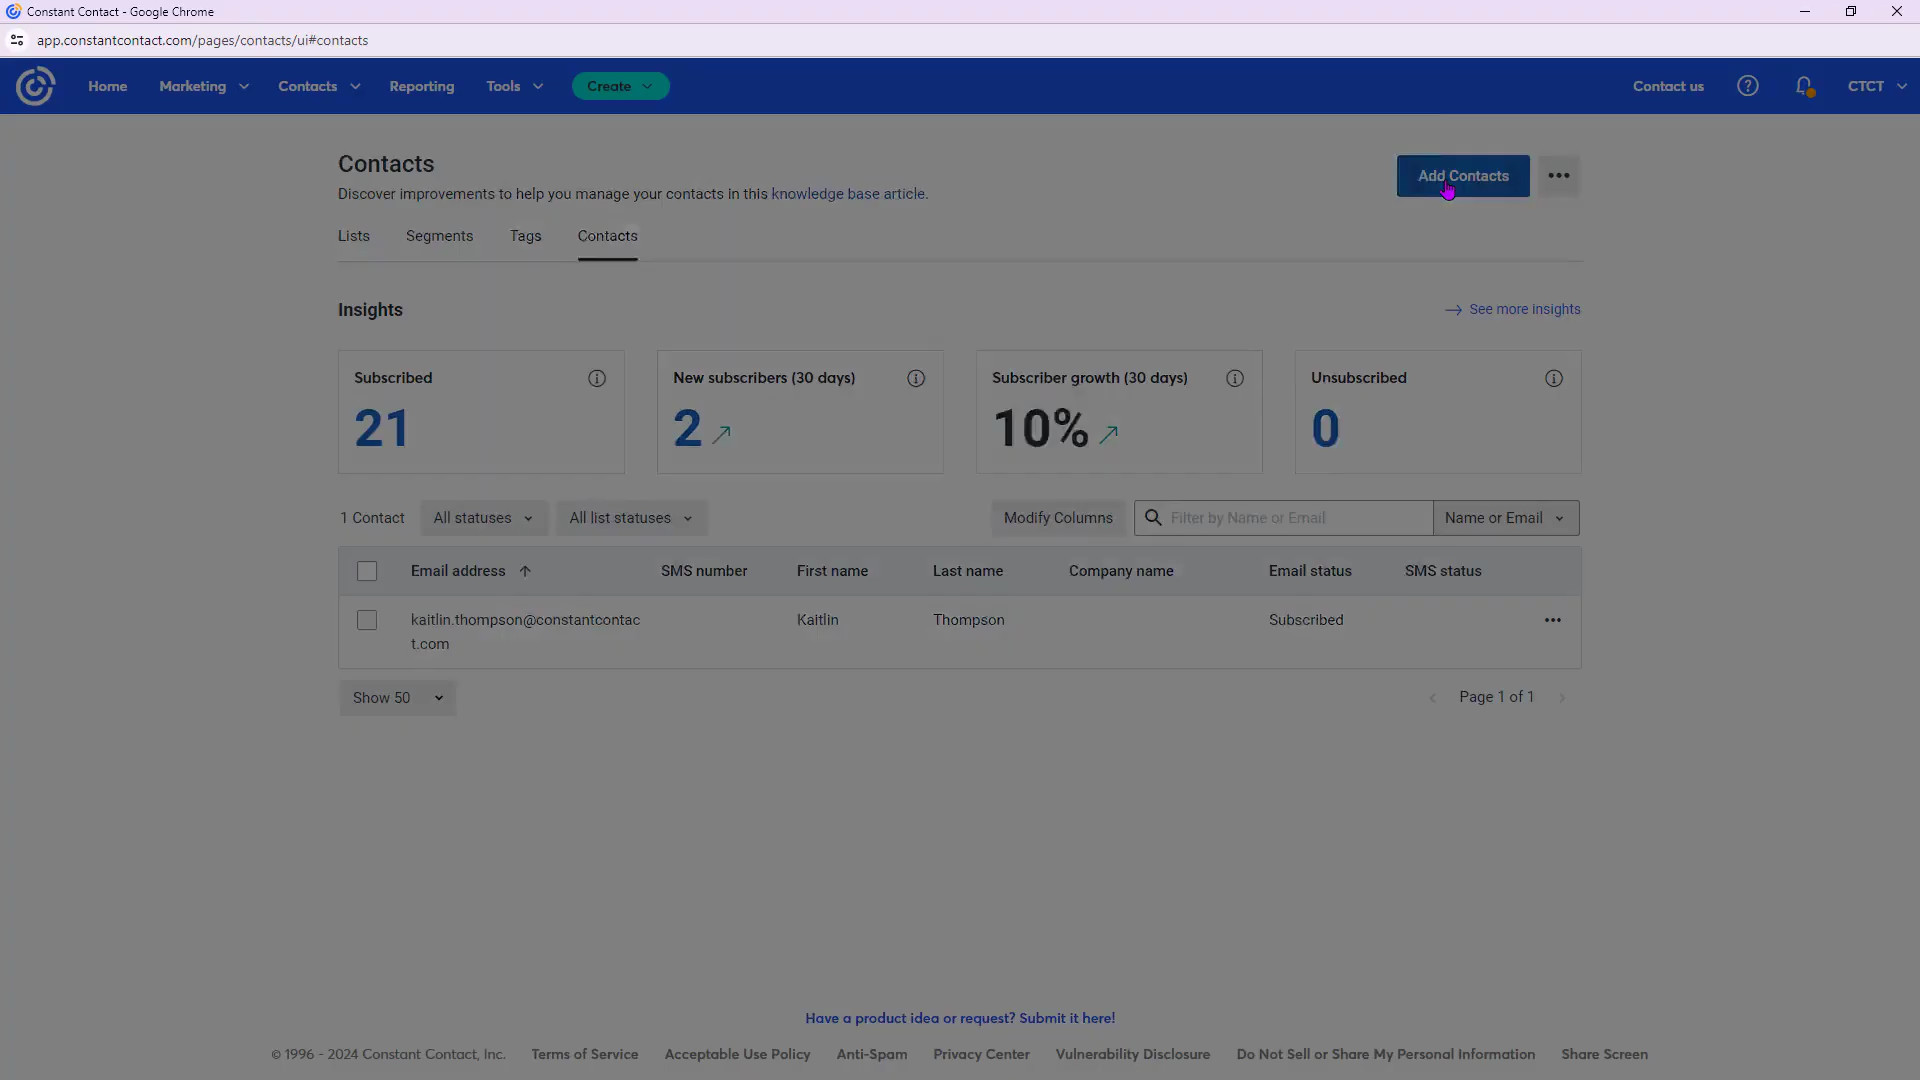 Constant Contact - Google Chrome
app.constantcontact.com/pages/contacts/ui#contacts
Home Marketing Contacts Reporting Tools Create Contact us CTCT
Contacts
Add Contacts
Discover improvements to help you manage your contacts in this knowledge base article.
Lists Segments Tags Contacts
Insights See more insights
Subscribed New subscribers (30 days) Subscriber growth (30 days) Unsubscribed
21 2 10% 0
1 Contact All statuses All list statuses Modify Columns Filter by Name or Email Name or Email
Email address SMS number First name Last name Company name Email status SMS status
kaitlin.thompson@constantcontac Kaitlin Thompson Subscribed
t.com
Show 50 Page 1 of 1
Have a product idea or request? Submit it here!
© 1996 - 2024 Constant Contact, Inc. Terms of Service Acceptable Use Policy Anti-Spam Privacy Center Vulnerability Disclosure Do Not Sell or Share My Personal Information Share Screen